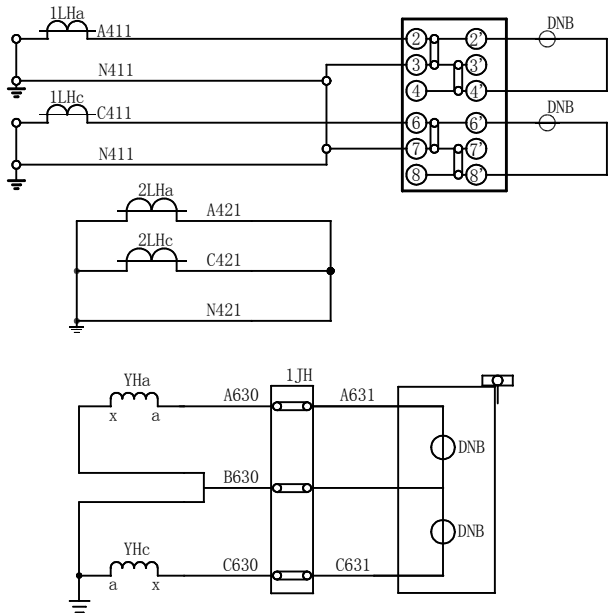 1LHa
A411
DNB
2 2'
3 3'
N411
4 4'
1LHc
C411
DNB
6 6'
N411
7 7'
8 8'
2LHa
A421
2LHc
C421
N421
YHa
1JH
A630
A631
x a
DNB
B630
DNB
YHc
C630
C631
a x